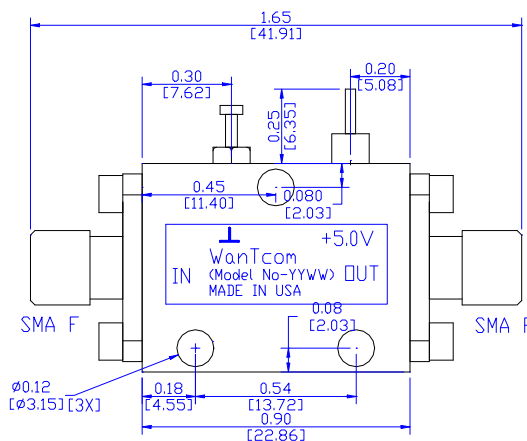 1.65
[41.91]
0.30
[7.62]
0.20
[5.08]
0.25
[6.35]
0.45
[11.40]
0.080
[2.03]
+5.0V
WanTcom
IN (Model No-YYWW) OUT
MADE IN USA
SMA F
SMA F
0.08
[2.03]
ø0.12
[ø3.15][3X]
0.18
[4.55]
0.54
[13.72]
0.90
[22.86]